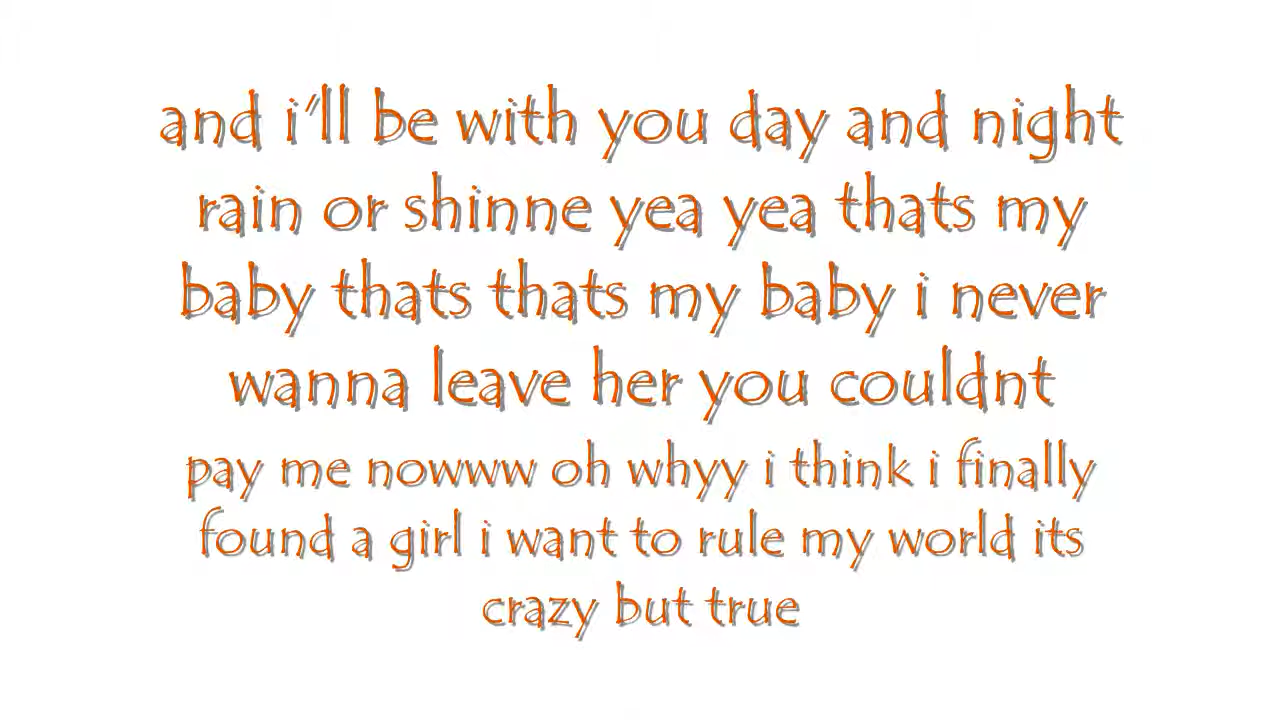 and i'll be with you day and night
rain or shinne yea yea thats my
baby thats thats my baby i never
wanna leave her you couldnt
pay me nowww oh whyy i think i finally
found a girl i want to rule my world its
crazy but true